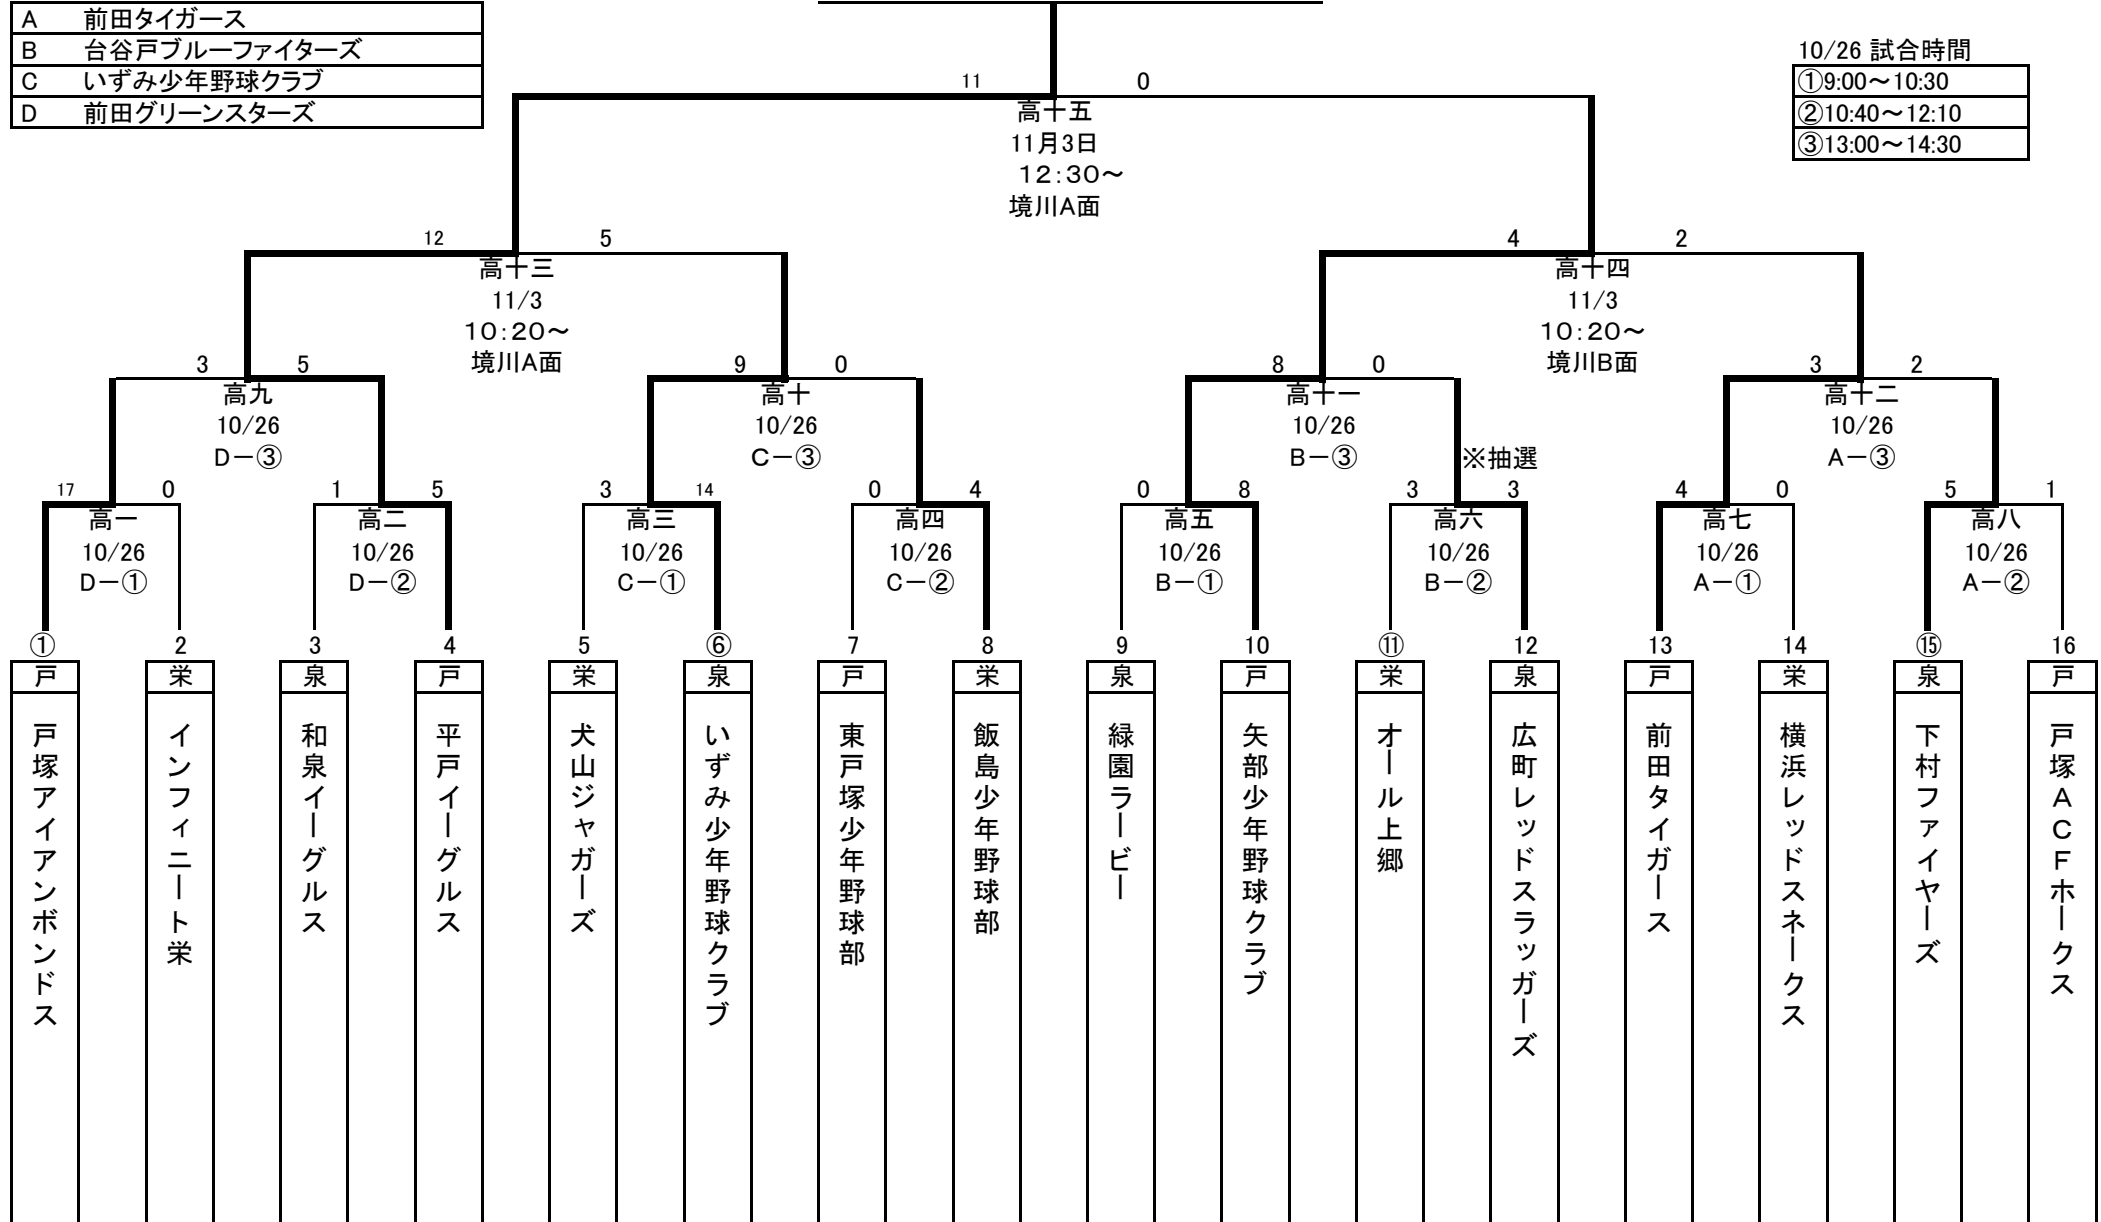 A 前田タイガース
B 台谷戸ブルーファイターズ
C いずみ少年野球クラブ
D 前田グリーンスターズ
10/26 試合時間
①9:00～10:30
②10:40～12:10
③13:00～14:30
11 0
高十五
11月3日
12:30～
境川A面
12 5
高十三
11/3
10:20～
境川A面
4 2
高十四
11/3
10:20～
境川B面
3 5
高九
10/26
D－③
9 0
高十
10/26
C－③
8 0
高十一
10/26
B－③
※抽選
3 2
高十二
10/26
A－③
17 0
高一
10/26
D－①
1 5
高二
10/26
D－②
3 14
高三
10/26
C－①
0 4
高四
10/26
C－②
0 8
高五
10/26
B－①
3 3
高六
10/26
B－②
4 0
高七
10/26
A－①
5 1
高八
10/26
A－②
① 2 3 4 5 ⑥ 7 8 9 10 ⑪ 12 13 14 ⑮ 16
戸 栄 泉 戸 栄 泉 戸 栄 泉 戸 栄 泉 戸 栄 泉 戸
戸塚アイアンボンドス
インフィニート栄
和泉イーグルス
平戸イーグルス
犬山ジャガーズ
いずみ少年野球クラブ
東戸塚少年野球部
飯島少年野球部
緑園ラービー
矢部少年野球クラブ
オール上郷
広町レッドスラッガーズ
前田タイガース
横浜レッドスネークス
下村ファイヤーズ
戸塚ACFホークス